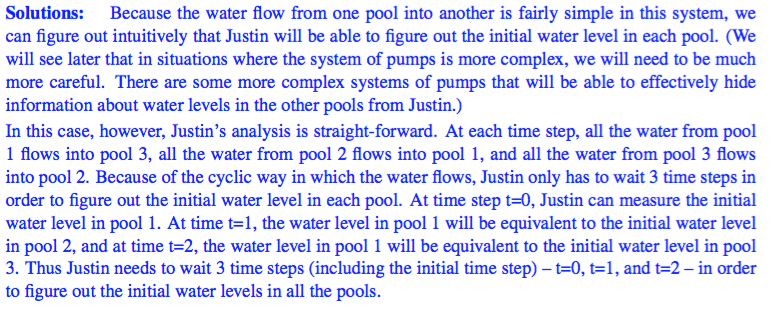 Solutions: Because the water flow from one pool into another is fairly simple in this system, we
can figure out intuitively that Justin will be able to figure out the initial water level in each pool. (We
will see later that in situations where the system of pumps is more complex, we will need to be much
more careful. There are some more complex systems of pumps that will be able to effectively hide
information about water levels in the other pools from Justin.)
In this case, however, Justin's analysis is straight-forward. At each time step, all the water from pool
1 flows into pool 3, all the water from pool 2 flows into pool 1, and all the water from pool 3 flows
into pool 2. Because of the cyclic way in which the water flows, Justin only has to wait 3 time steps in
order to figure out the initial water level in each pool. At time step t=0, Justin can measure the initial
water level in pool 1. At time t=1, the water level in pool 1 will be equivalent to the initial water level
in pool 2, and at time t=2, the water level in pool 1 will be equivalent to the initial water level in pool
3. Thus Justin needs to wait 3 time steps (including the initial time step) – t=0, t=1, and t=2 – in order
to figure out the initial water levels in all the pools.